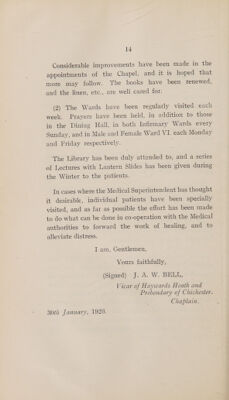 14
Considerable improvements have been made in the
appointments of the Chapel, and it is hoped that
more may follow. The books have been renewed,
and the linen, etc., are well cared for.
(2) The Wards have been regularly visited each
week. Prayers have been held, in addition to those
in the Dining Hall, in both Infirmary Wards every
Sunday, and in Male and Female Ward VI each Monday
and Friday respectively.
The Library has been duly attended to, and a series
of Lectures with Lantern Slides has been given during
the Winter to the patients.
In cases where the Medical Superintendent has thought
it desirable, individual patients have been specially
visited, and as far as possible the effort has been made
to do what can be done in co-operation with the Medical
authorities to forward the work of healing, and to
alleviate distress.
I am, Gentlemen,
Yours faithfully,
(Signed) J. A. W. BELL,
Vicar of Haywards Heath and
Prebendary of Chichester.
Chaplain.
30th January, 1926.